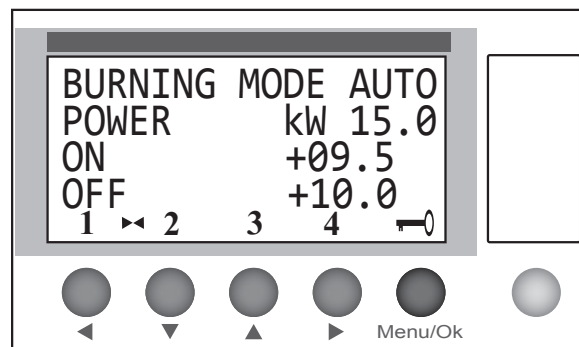 BURNING MODE AUTO
POWER kW 15.0
ON +09.5
OFF +10.0
1 2 3 4
Menu/Ok